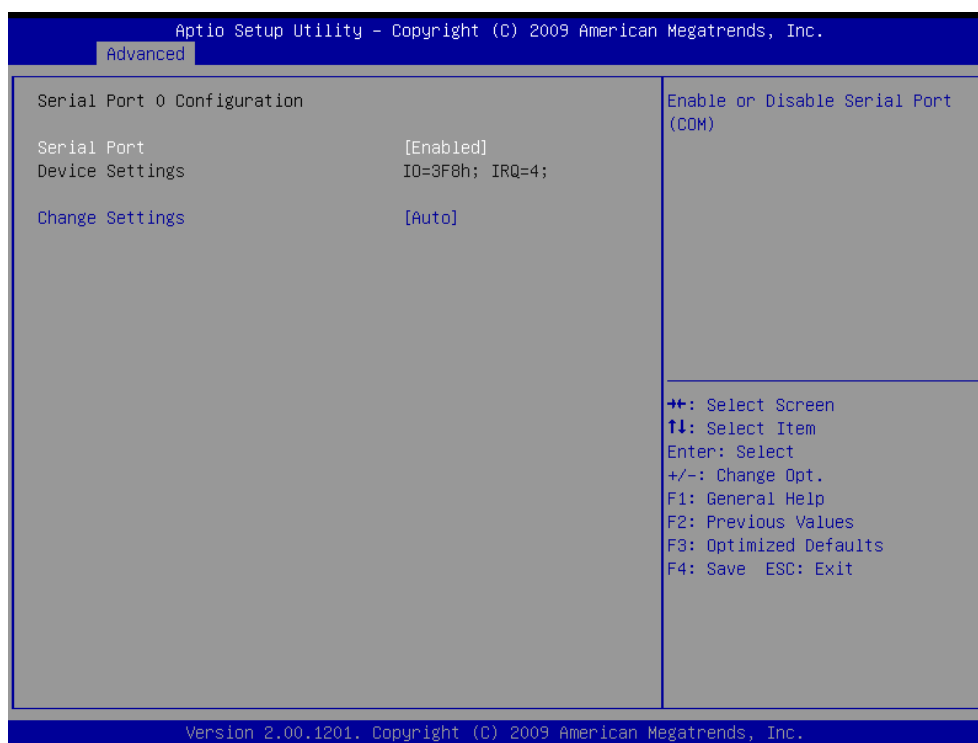 Aptio Setup Utility – Copyright (C) 2009 American Megatrends, Inc.
Advanced
Serial Port 0 Configuration
Serial Port [Enabled]
Device Settings IO=3F8h; IRQ=4;
Change Settings [Auto]
Enable or Disable Serial Port
(COM)
→←: Select Screen
↑↓: Select Item
Enter: Select
+/-: Change Opt.
F1: General Help
F2: Previous Values
F3: Optimized Defaults
F4: Save ESC: Exit
Version 2.00.1201. Copyright (C) 2009 American Megatrends, Inc.